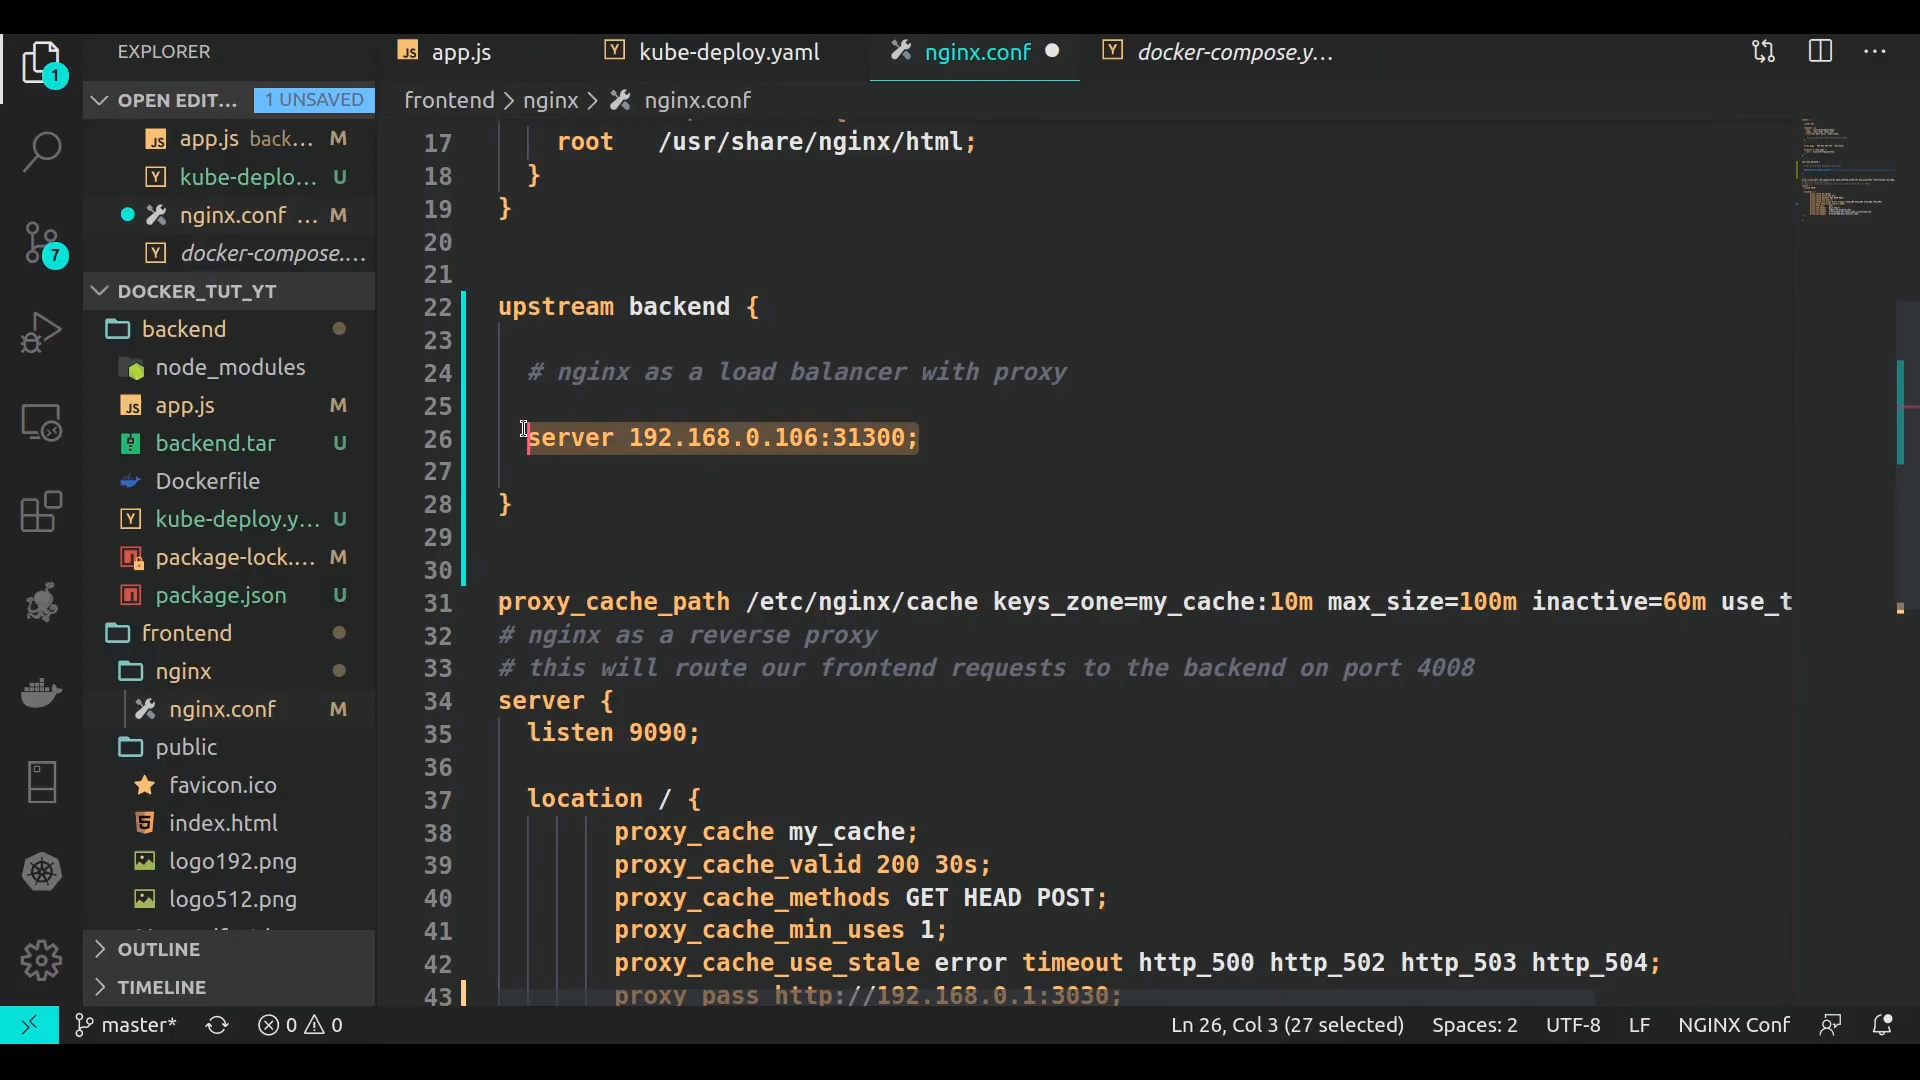 EXPLORER
OPEN EDIT... 1 UNSAVED
app.js back... M
kube-deplo... U
nginx.conf ... M
docker-compose.... 
DOCKER_TUT_YT
backend
node_modules
app.js M
backend.tar U
Dockerfile
kube-deploy.y... U
package-lock.... M
package.json U
frontend
nginx
nginx.conf M
public
favicon.ico
index.html
logo192.png
logo512.png
OUTLINE
TIMELINE
1
7
app.js kube-deploy.yaml nginx.conf docker-compose.y...
frontend > nginx > nginx.conf
17 root /usr/share/nginx/html;
18 }
19 }
20
21
22 upstream backend {
23
24 # nginx as a load balancer with proxy
25
26 server 192.168.0.106:31300;
27
28 }
29
30
31 proxy_cache_path /etc/nginx/cache keys_zone=my_cache:10m max_size=100m inactive=60m use_t
32 # nginx as a reverse proxy
33 # this will route our frontend requests to the backend on port 4008
34 server {
35 listen 9090;
36
37 location / {
38 proxy_cache my_cache;
39 proxy_cache_valid 200 30s;
40 proxy_cache_methods GET HEAD POST;
41 proxy_cache_min_uses 1;
42 proxy_cache_use_stale error timeout http_500 http_502 http_503 http_504;
43 proxy_pass http://192.168.0.1:3030;
master* 0 0 Ln 26, Col 3 (27 selected) Spaces: 2 UTF-8 LF NGINX Conf